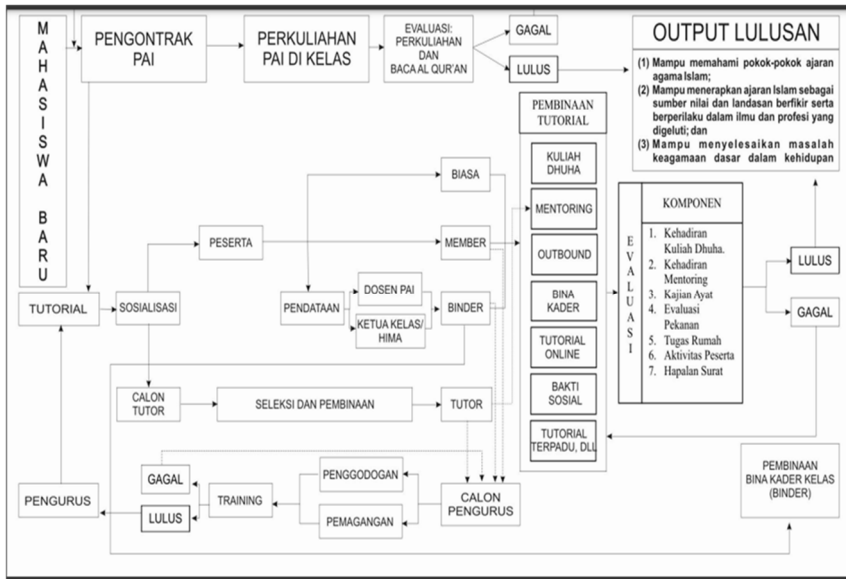 MAHASISWA BARU
PENGONTRAK
PAI
PERKULIAHAN
PAI DI KELAS
EVALUASI:
PERKULIAHAN
DAN
BACA AL QUR'AN
GAGAL
LULUS
OUTPUT LULUSAN
(1) Mampu memahami pokok-pokok ajaran
agama Islam;
(2) Mampu menerapkan ajaran Islam sebagai
sumber nilai dan landasan berfikir serta
berperilaku dalam ilmu dan profesi yang
digeluti; dan
(3) Mampu menyelesaikan masalah
keagamaan dasar dalam kehidupan
PEMBINAAN
TUTORIAL
KULIAH
DHUHA
MENTORING
OUTBOUND
BINA
KADER
TUTORIAL
ONLINE
BAKTI
SOSIAL
TUTORIAL
TERPADU, DLL
EVALUASI
KOMPONEN
1. Kehadiran
Kuliah Dhuha.
2. Kehadiran
Mentoring
3. Kajian Ayat
4. Evaluasi
Pekanan
5. Tugas Rumah
6. Aktivitas Peserta
7. Hapalan Surat
LULUS
GAGAL
BIASA
PESERTA
MEMBER
TUTORIAL
SOSIALISASI
PENDATAAN
DOSEN PAI
KETUA KELAS/
HIMA
BINDER
CALON
TUTOR
SELEKSI DAN PEMBINAAN
TUTOR
PENGURUS
GAGAL
LULUS
TRAINING
PENGGODOGAN
PEMAGANGAN
CALON
PENGURUS
PEMBINAAN
BINA KADER KELAS
(BINDER)